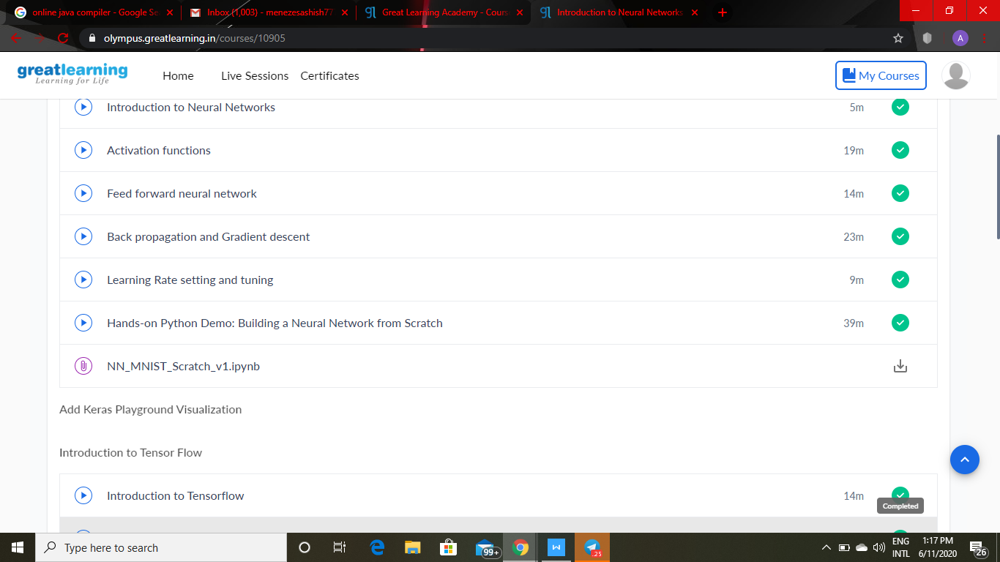 online java compiler - Google Se
Inbox (1,003) - menezesashish77
Great Learning Academy - Cours
Introduction to Neural Networks
olympus.greatlearning.in/courses/10905
A
greatlearning
Learning for Life
Home
Live Sessions
Certificates
My Courses
Introduction to Neural Networks
5m
Activation functions
19m
Feed forward neural network
14m
Back propagation and Gradient descent
23m
Learning Rate setting and tuning
9m
Hands-on Python Demo: Building a Neural Network from Scratch
39m
NN_MNIST_Scratch_v1.ipynb
Add Keras Playground Visualization
Introduction to Tensor Flow
Introduction to Tensorflow
14m
Completed
Type here to search
99+
W
.25
ENG
INTL
1:17 PM
6/11/2020
26